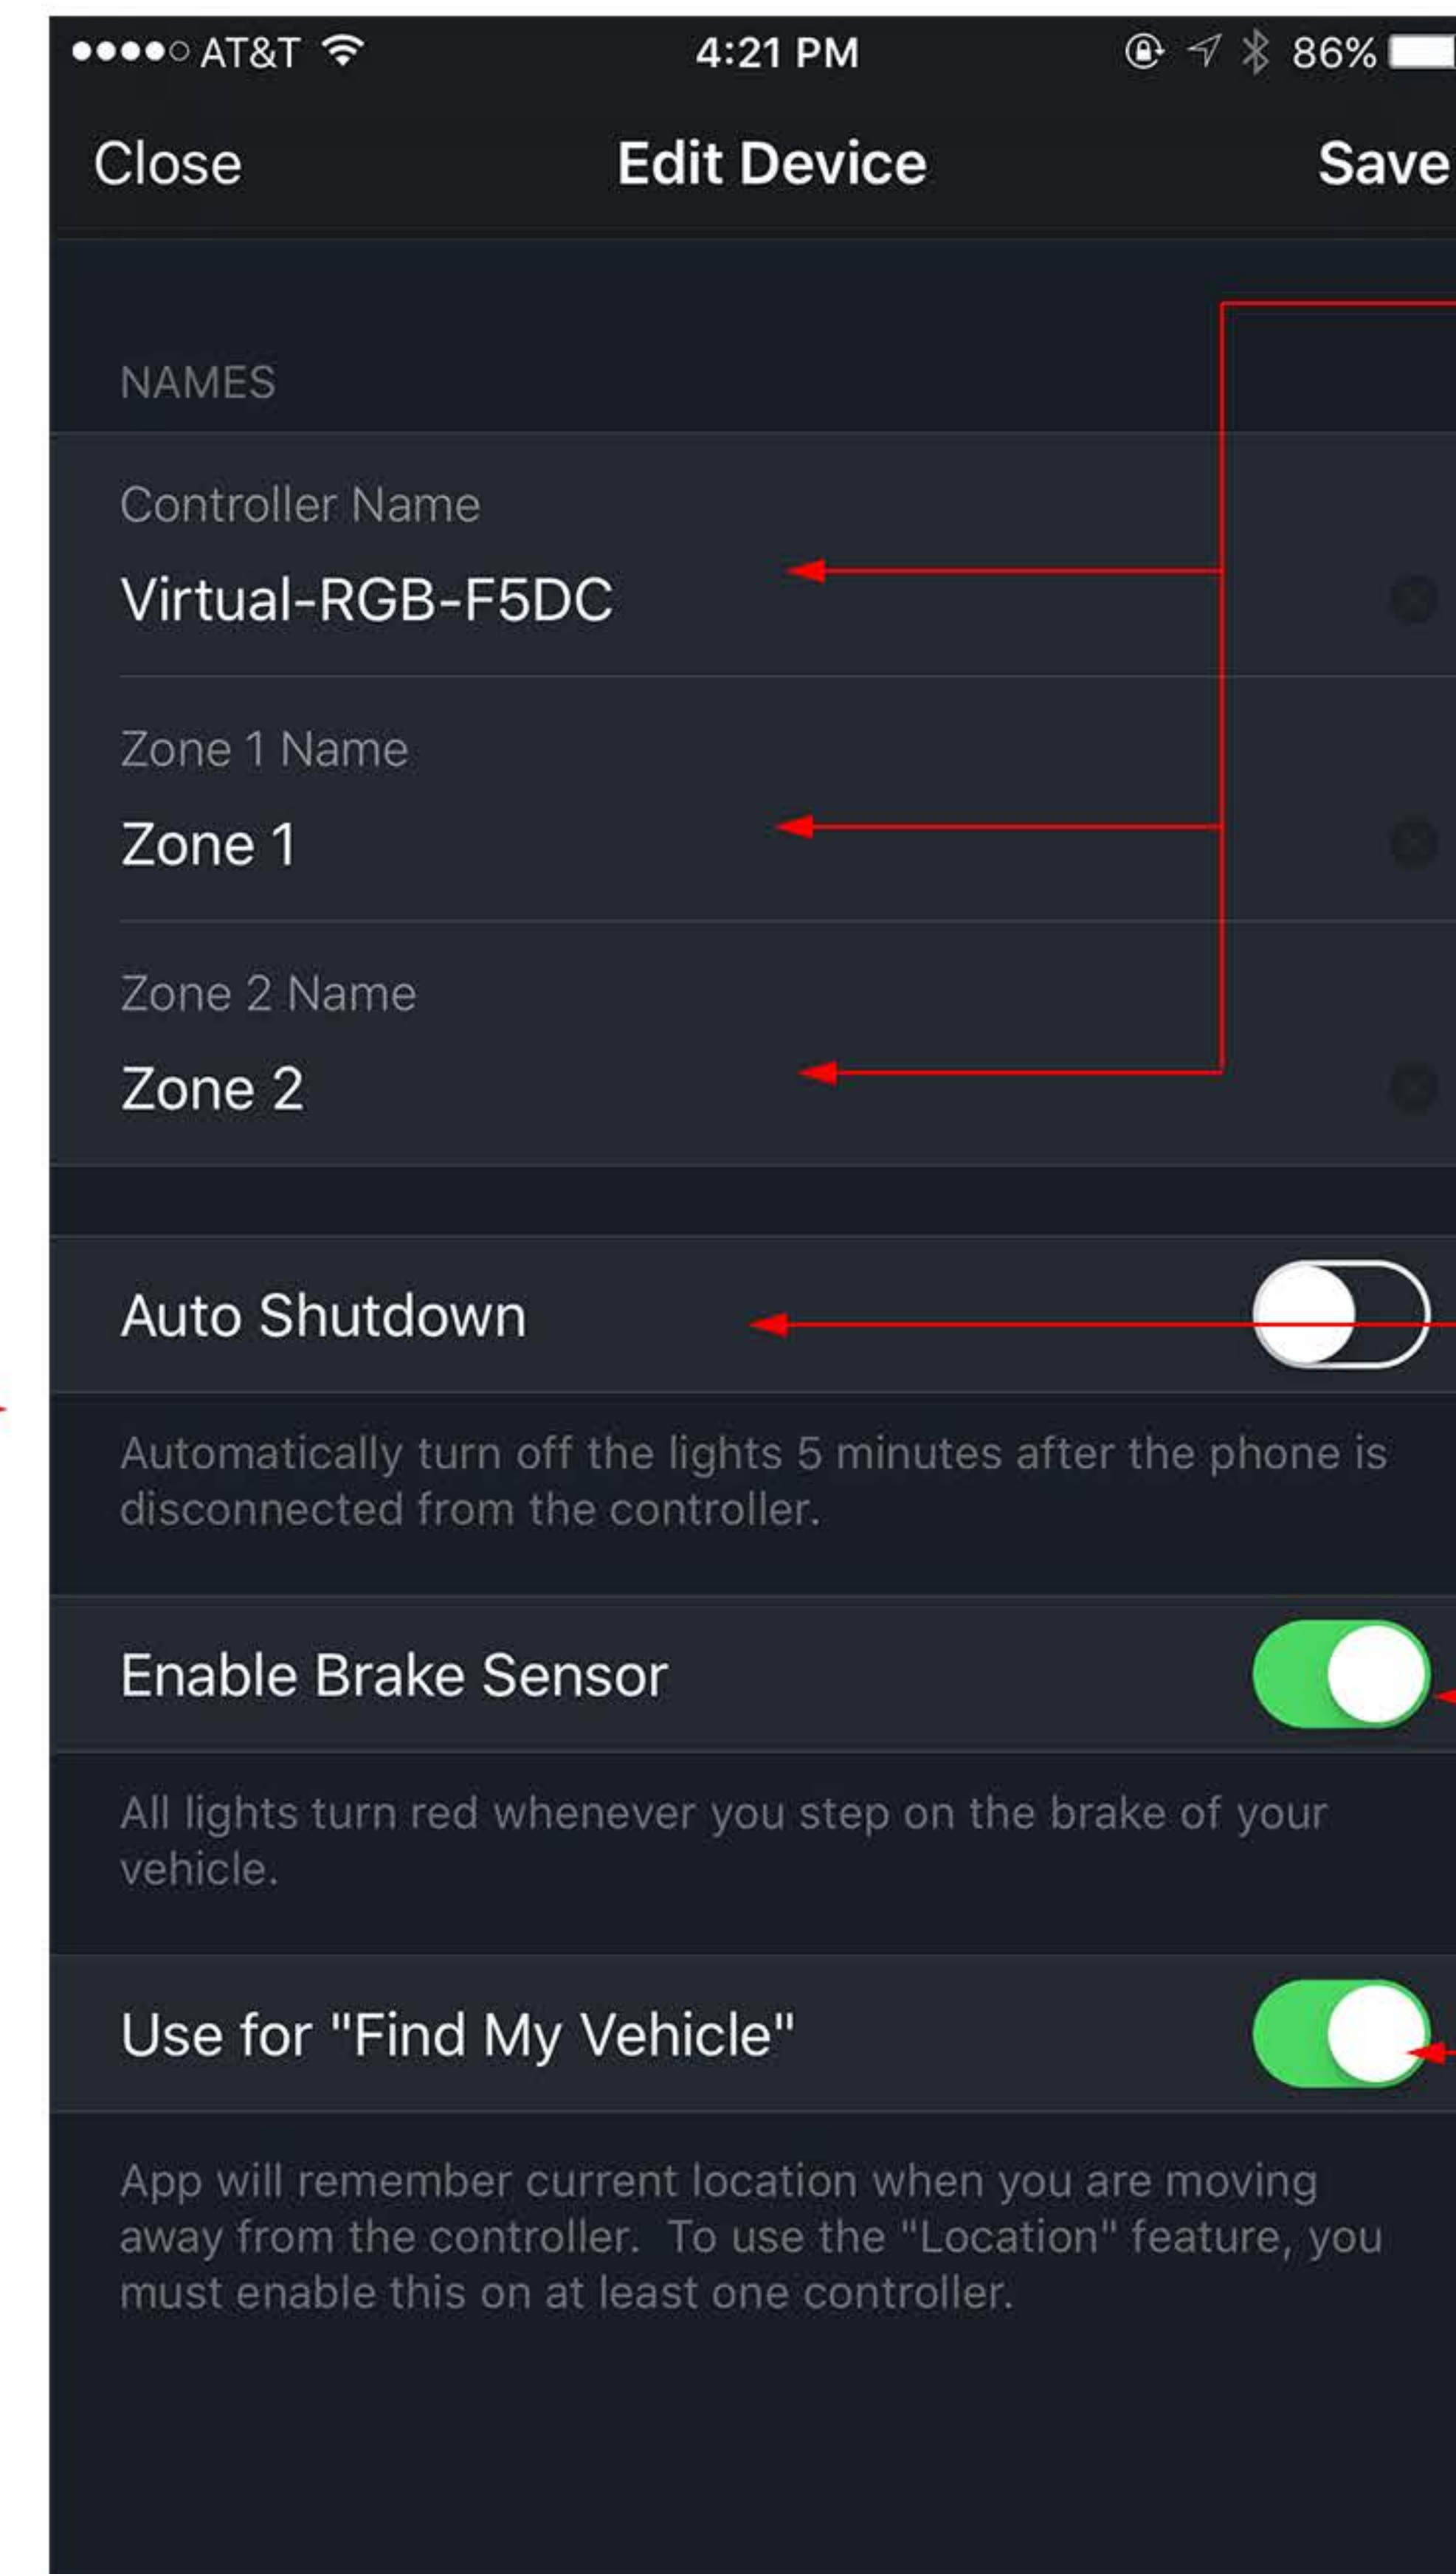 AT&T 4:21 PM 86%
Close Edit Device Save
NAMES
Controller Name
Virtual-RGB-F5DC
Zone 1 Name
Zone 1
Zone 2 Name
Zone 2
Auto Shutdown
Automatically turn off the lights 5 minutes after the phone is
disconnected from the controller.
Enable Brake Sensor
All lights turn red whenever you step on the brake of your
vehicle.
Use for "Find My Vehicle"
App will remember current location when you are moving
away from the controller.  To use the "Location" feature, you
must enable this on at least one controller.